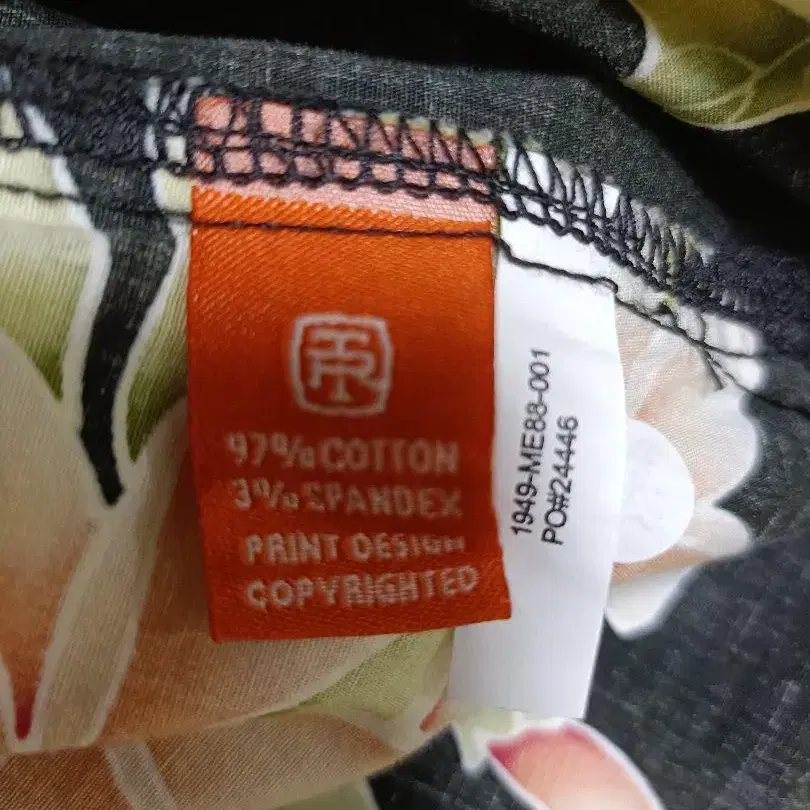 TR
97% COTTON
3% SPANDEX
PRINT DESIGN
COPYRIGHTED
1949-ME88-001
PO#24446